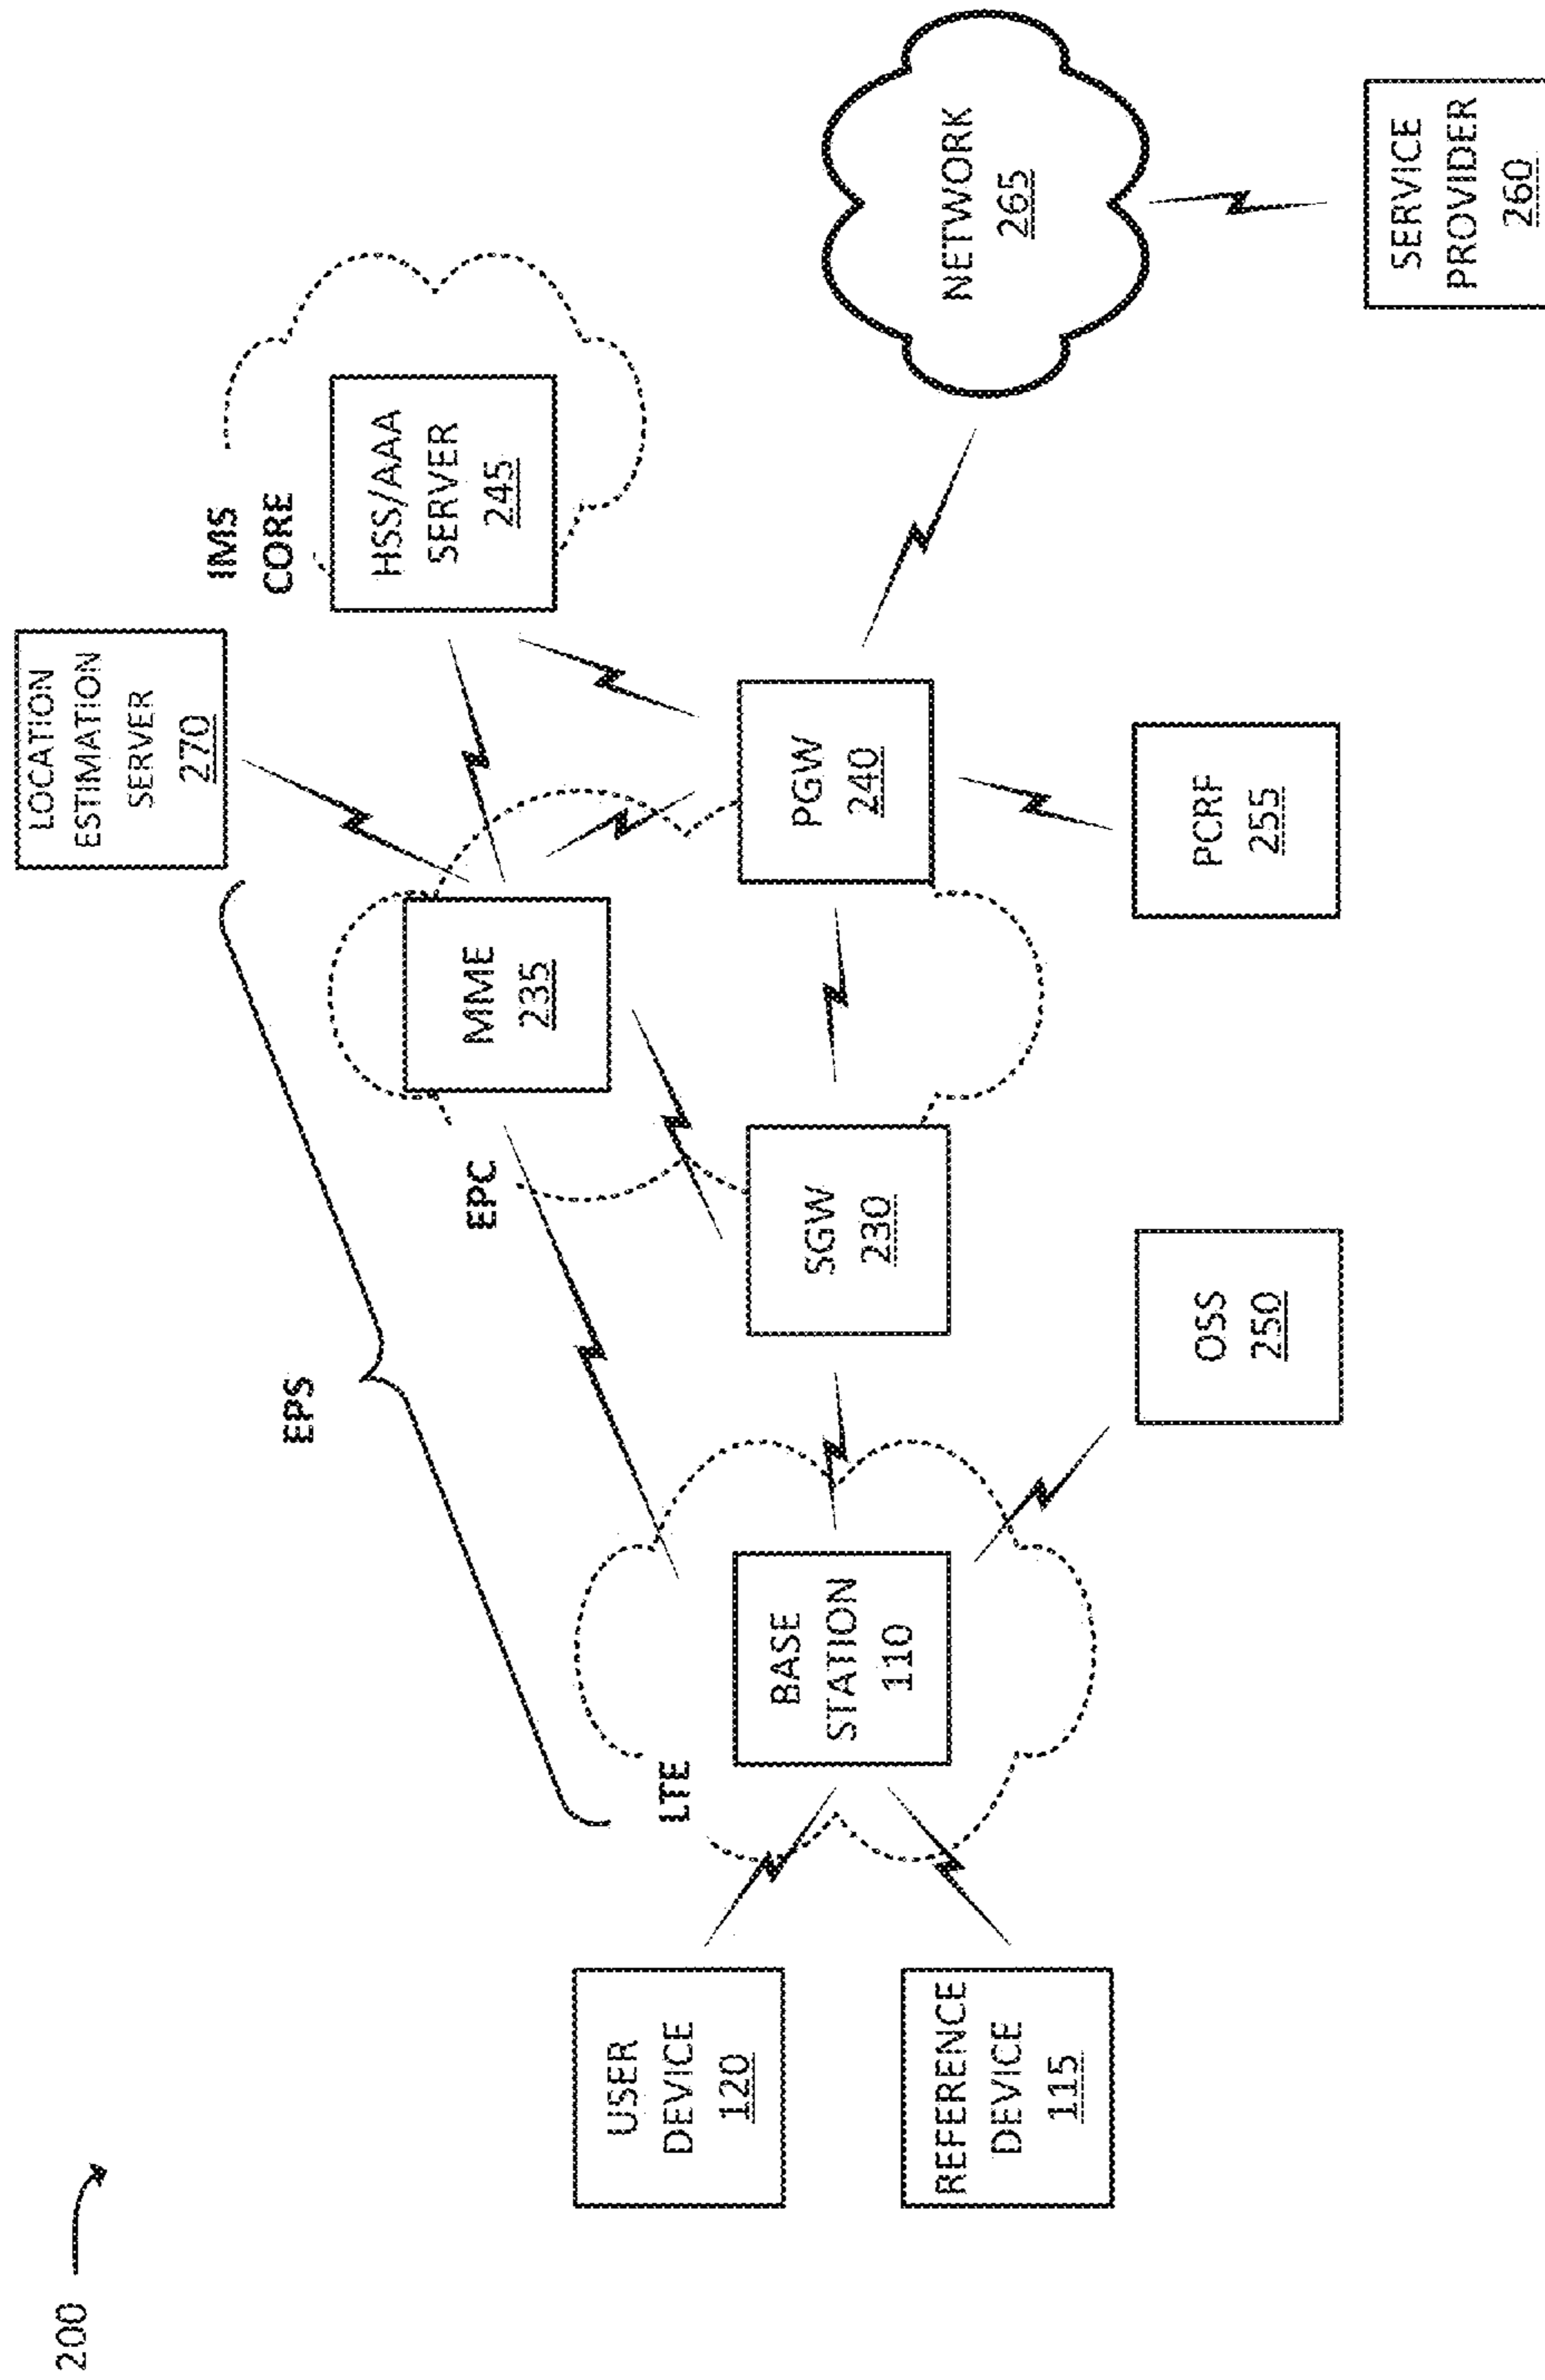 200
EPS
LOCATION
ESTIMATION
SERVER
270
IMS
CORE
HSS/AAA
SERVER
245
EPC
MME
235
LTE
USER
DEVICE
120
REFERENCE
DEVICE
115
BASE
STATION
110
SGW
230
PGW
240
NETWORK
265
OSS
250
PCRF
255
SERVICE
PROVIDER
260